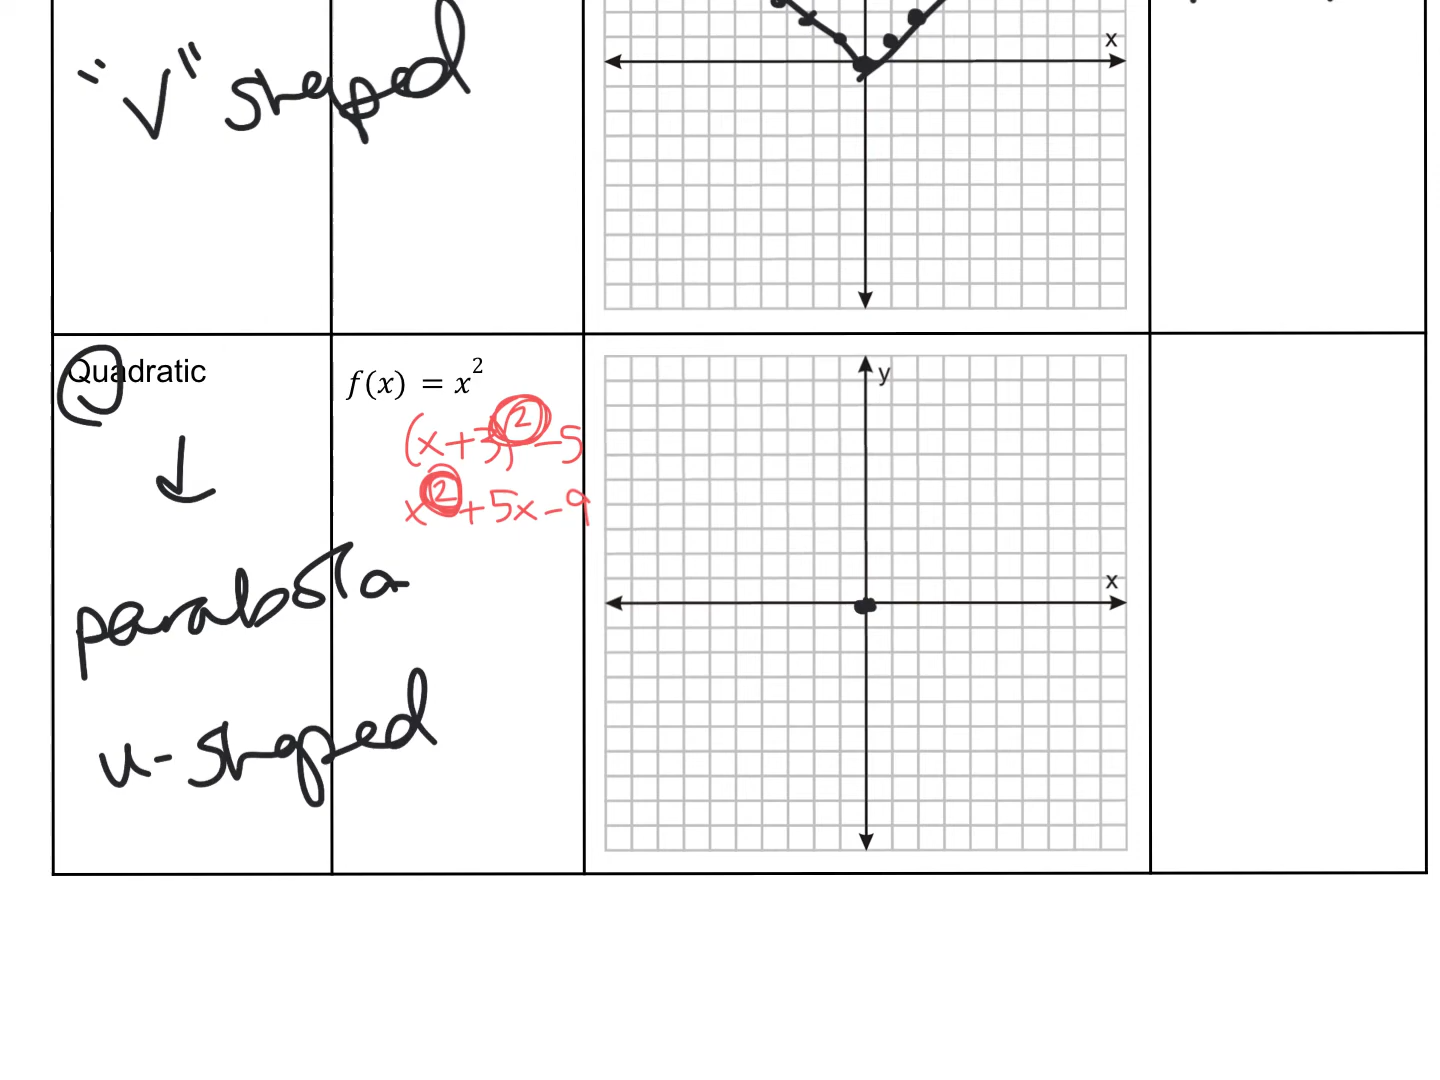 "V" shaped
x
Quadratic
f(x) = x²
(x+3)²-5
x²+5x-9
parabola
u-shaped
y
x